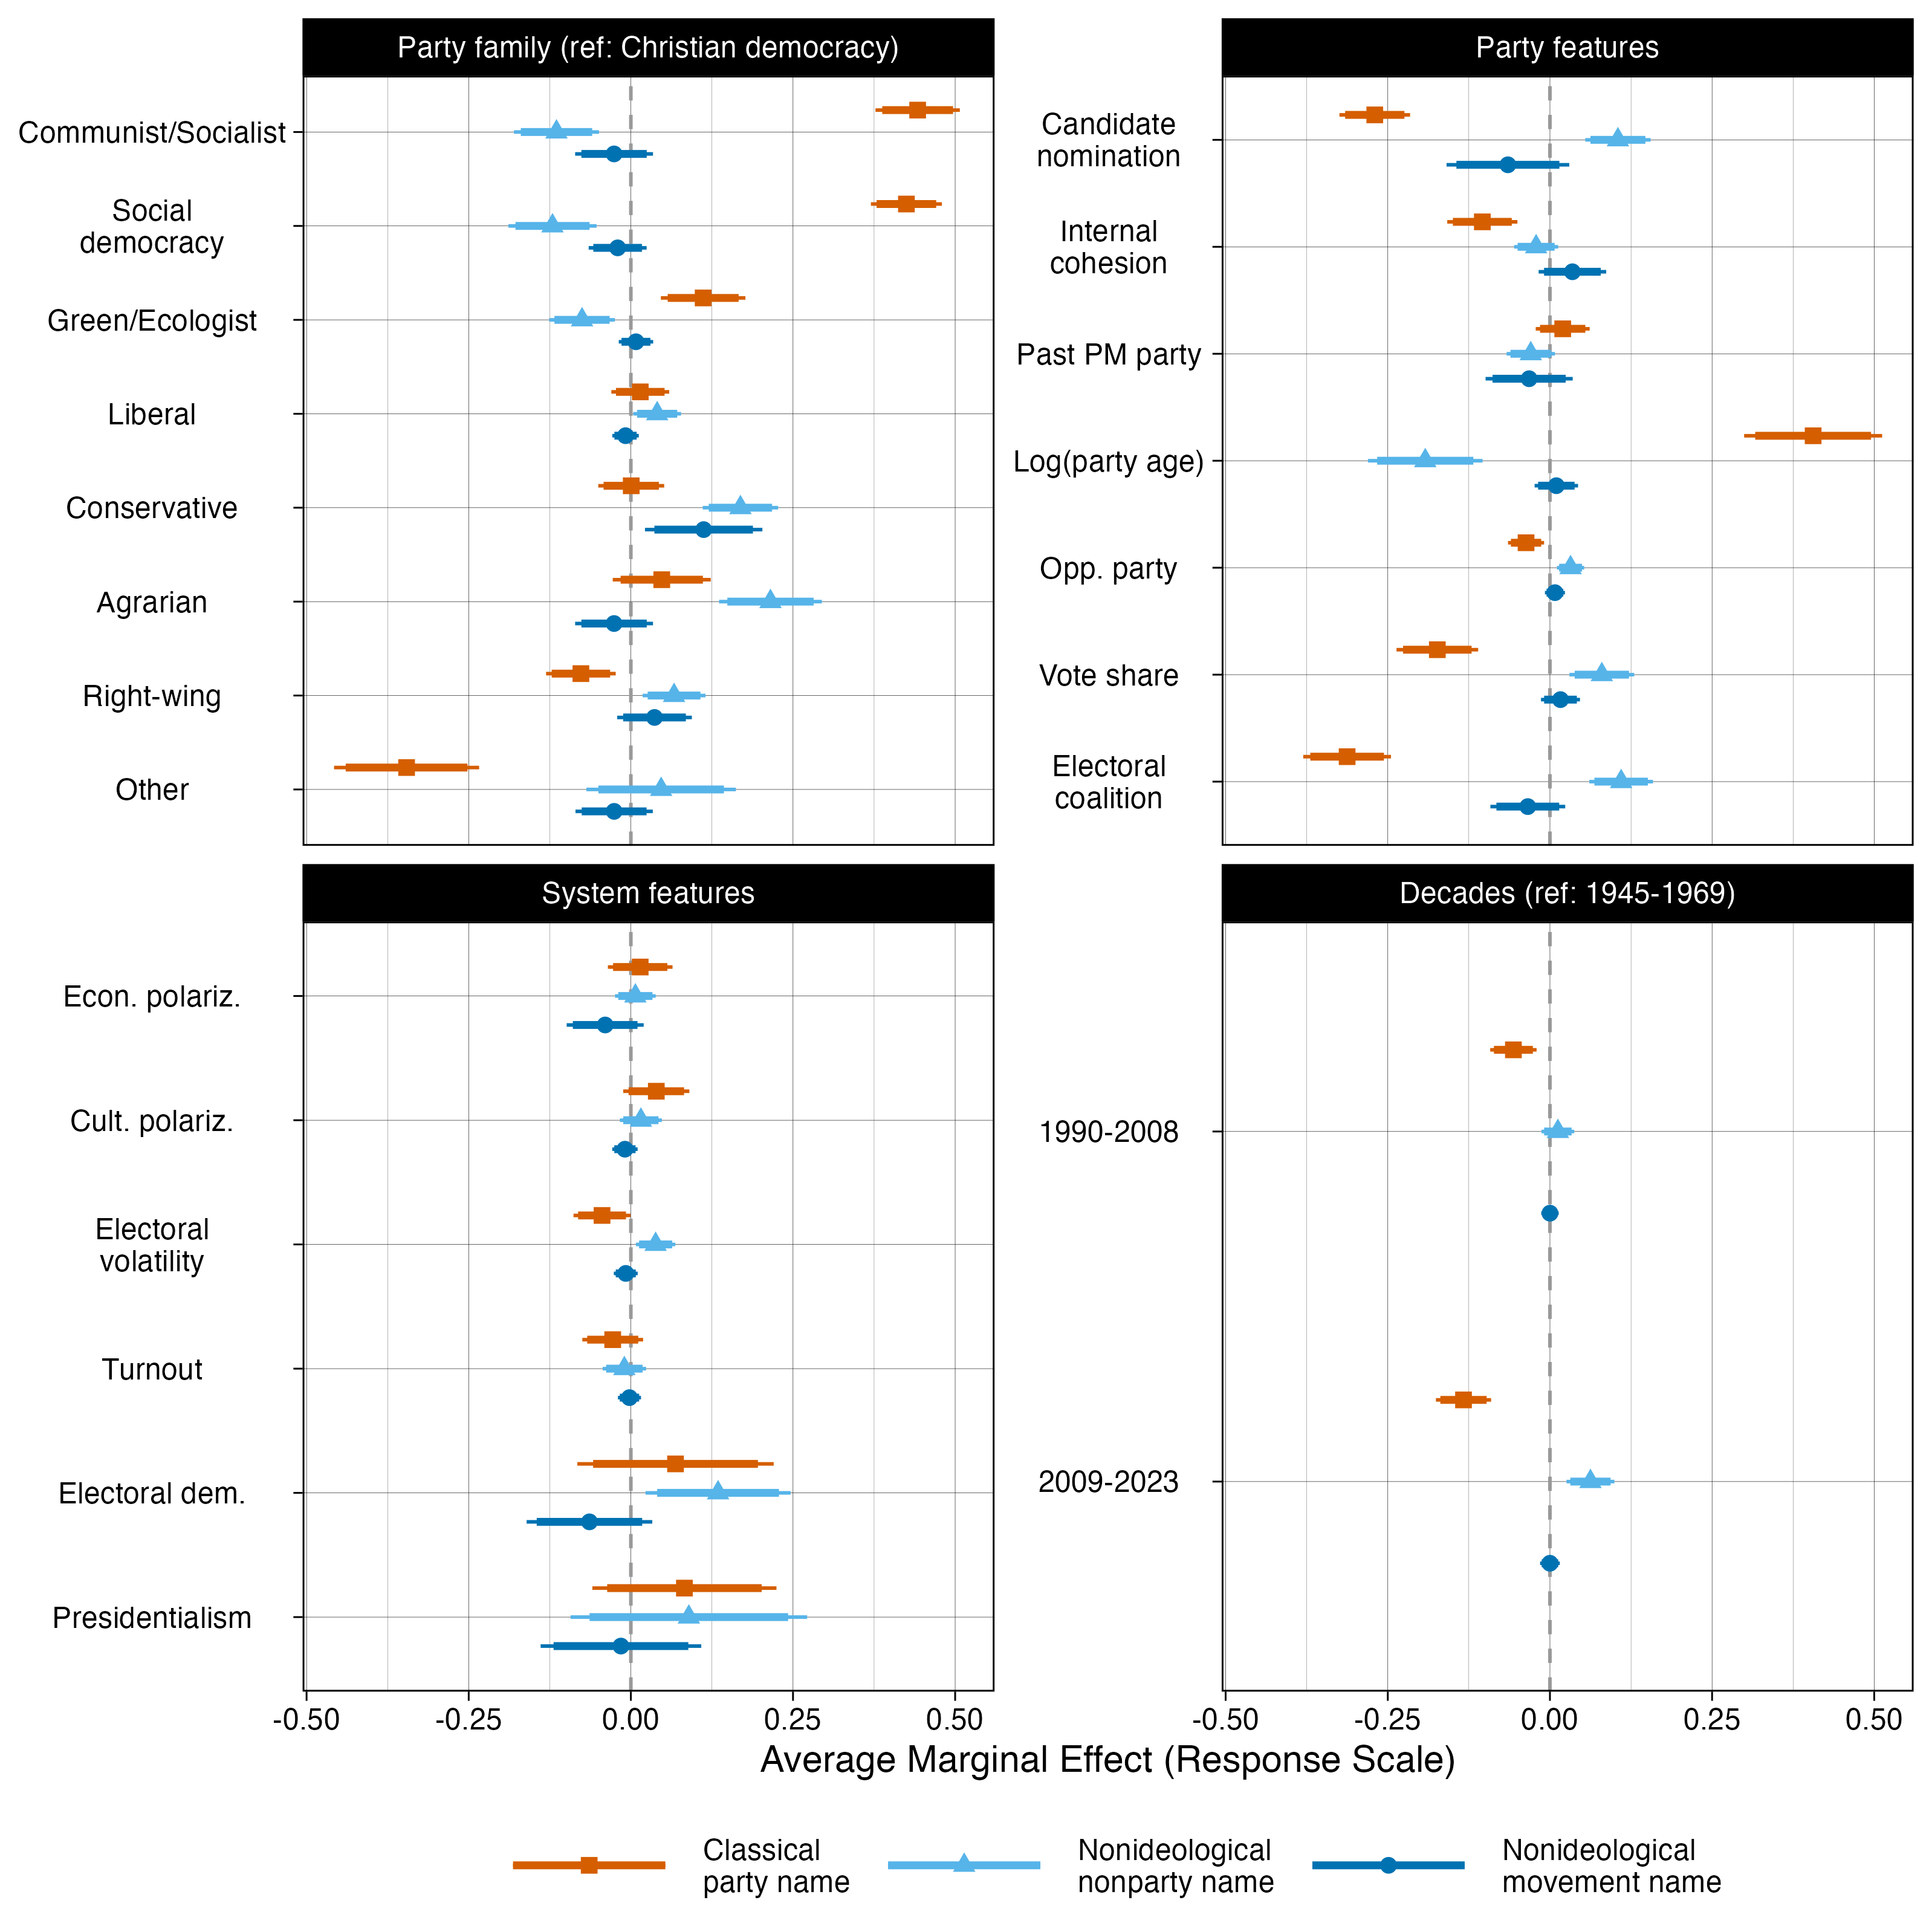 Party family (ref: Christian democracy)
Communist/Socialist
Social
democracy
Green/Ecologist
Liberal
Conservative
Agrarian
Right-wing
Other
Party features
Candidate
nomination
Internal
cohesion
Past PM party
Log(party age)
Opp. party
Vote share
Electoral
coalition
System features
Econ. polariz.
Cult. polariz.
Electoral
volatility
Turnout
Electoral dem.
Presidentialism
-0.50 -0.25 0.00 0.25 0.50
Decades (ref: 1945-1969)
1990-2008
2009-2023
-0.50 -0.25 0.00 0.25 0.50
Average Marginal Effect (Response Scale)
Classical
party name
Nonideological
nonparty name
Nonideological
movement name